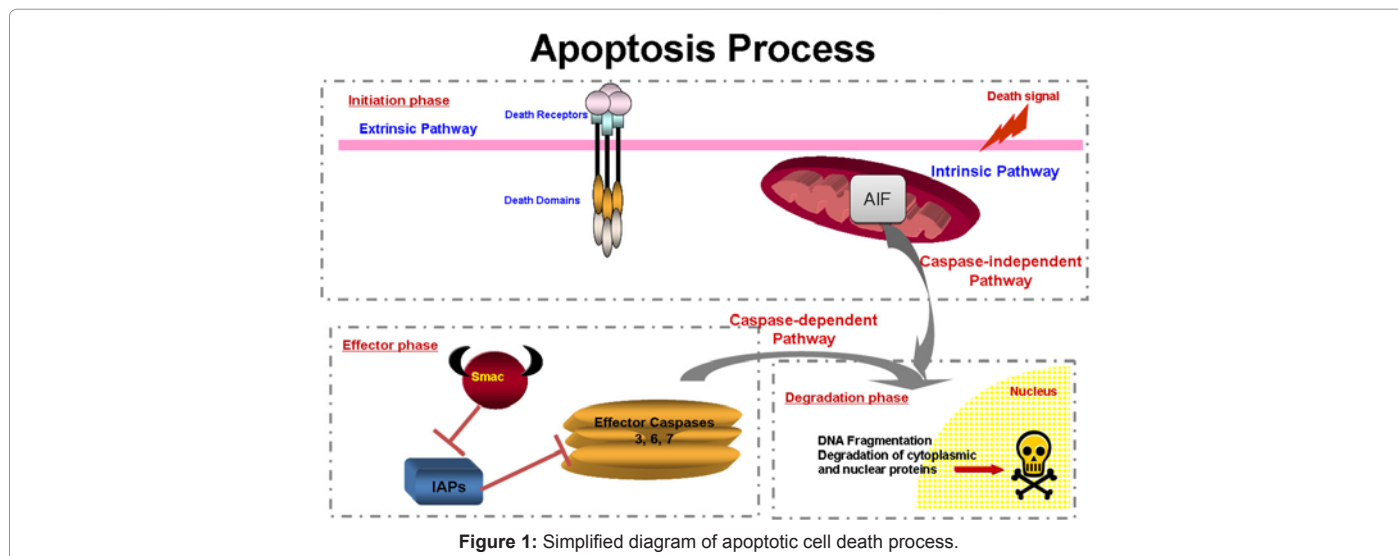 Apoptosis Process
Initiation phase
Extrinsic Pathway
Death Receptors
Death Domains
Death signal
Intrinsic Pathway
AIF
Caspase-independent
Pathway
Caspase-dependent
Pathway
Effector phase
Smac
IAPs
Effector Caspases
3, 6, 7
Degradation phase
Nucleus
DNA Fragmentation
Degradation of cytoplasmic
and nuclear proteins
Figure 1: Simplified diagram of apoptotic cell death process.